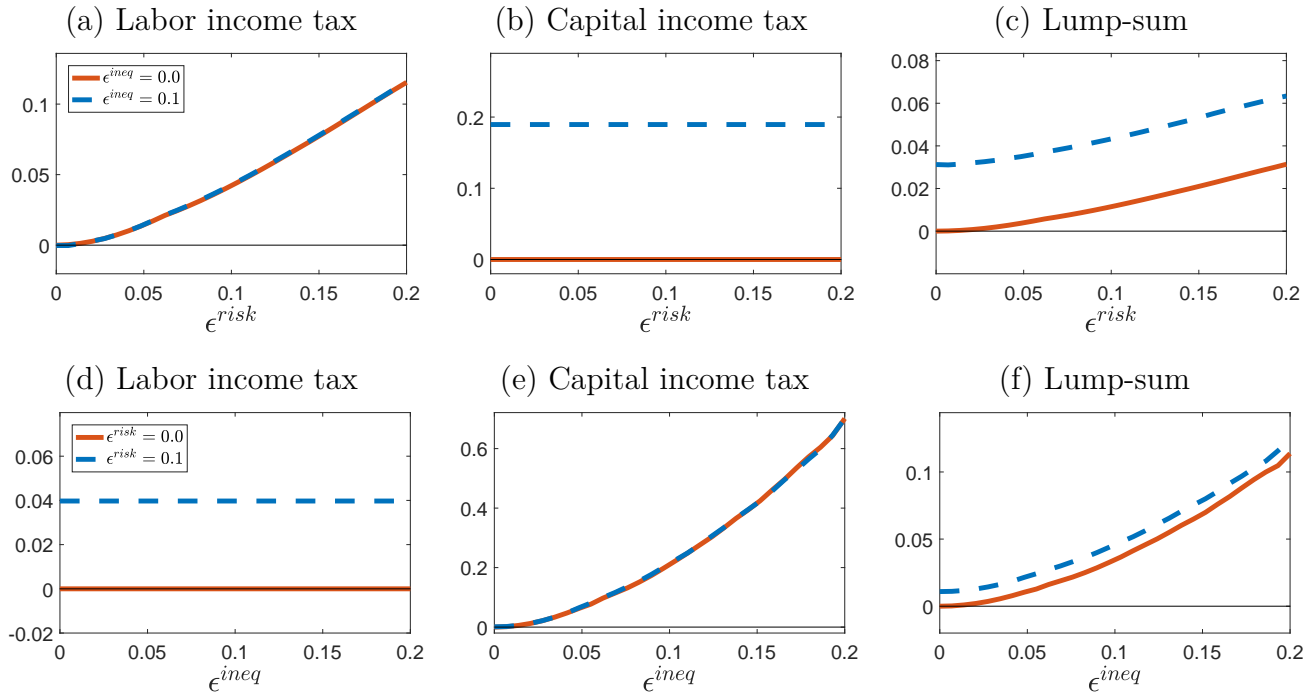 (a) Labor income tax
(b) Capital income tax
(c) Lump-sum
ϵ^{ineq} = 0.0
ϵ^{ineq} = 0.1
0.1
0.05
0
0 0.05 0.1 0.15 0.2
ϵ^{risk}
0.2
0.1
0
0 0.05 0.1 0.15 0.2
ϵ^{risk}
0.08
0.06
0.04
0.02
0
0 0.05 0.1 0.15 0.2
ϵ^{risk}
(d) Labor income tax
(e) Capital income tax
(f) Lump-sum
ϵ^{risk} = 0.0
ϵ^{risk} = 0.1
0.06
0.04
0.02
0
-0.02
0 0.05 0.1 0.15 0.2
ϵ^{ineq}
0.6
0.4
0.2
0
0 0.05 0.1 0.15 0.2
ϵ^{ineq}
0.1
0.05
0
0 0.05 0.1 0.15 0.2
ϵ^{ineq}